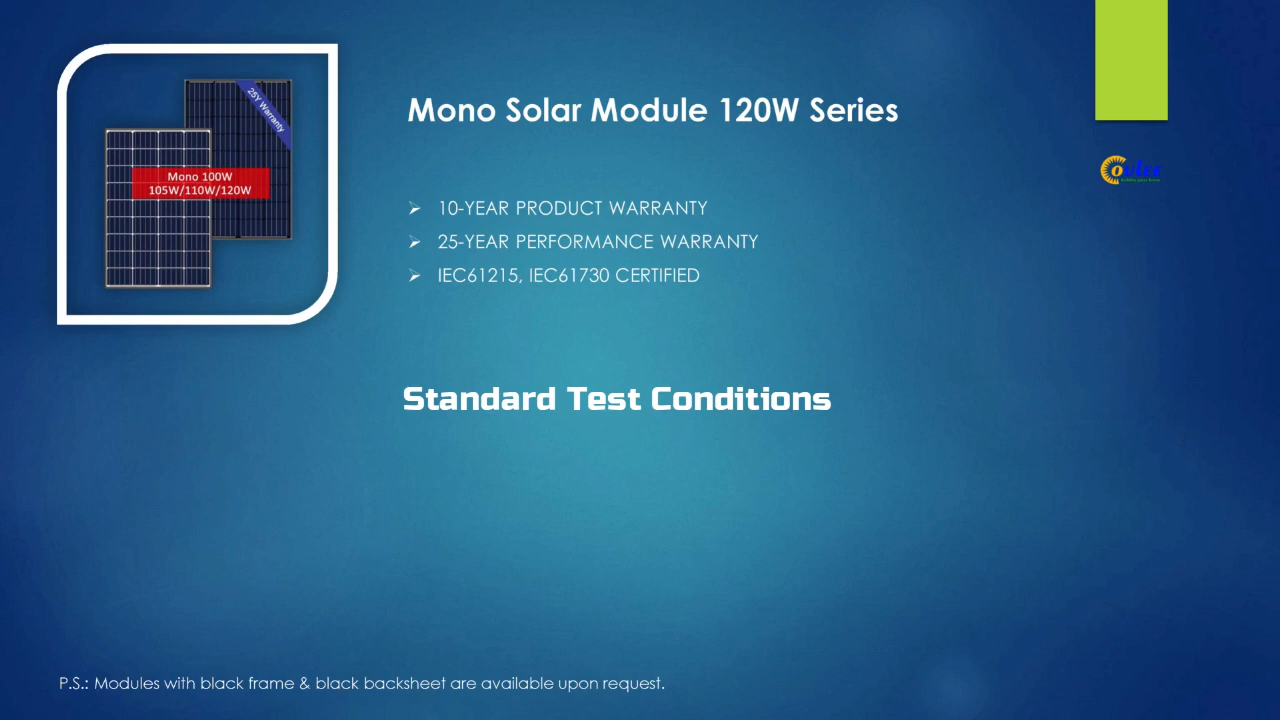 25Y Warranty
Mono 100W
105W/110W/120W
Mono Solar Module 120W Series
10-YEAR PRODUCT WARRANTY
25-YEAR PERFORMANCE WARRANTY
IEC61215, IEC61730 CERTIFIED
Standard Test Conditions
P.S.: Modules with black frame & black backsheet are available upon request.